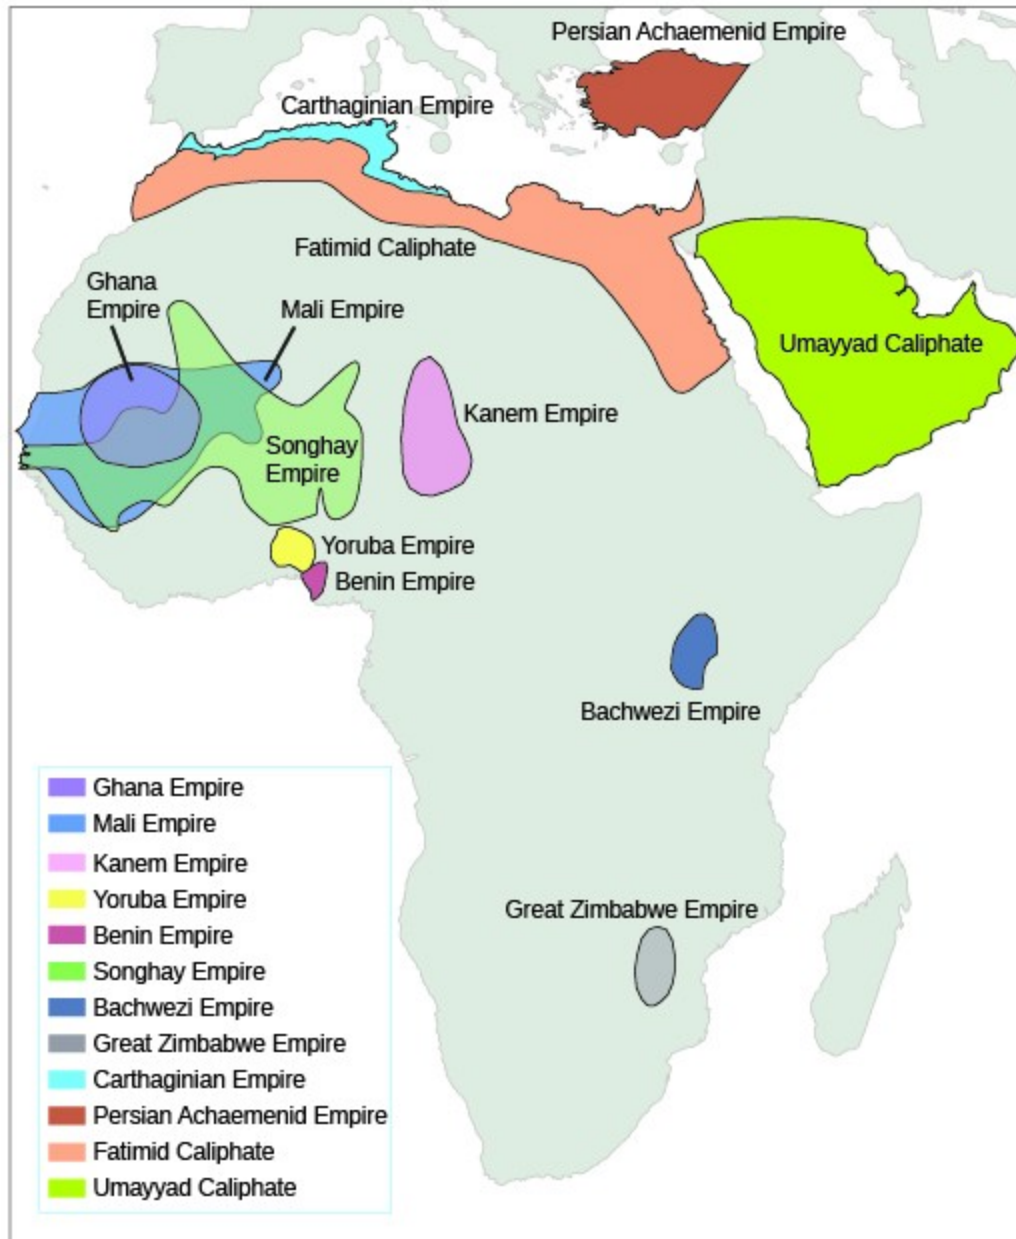 Persian Achaemenid Empire
Carthaginian Empire
Fatimid Caliphate
Ghana
Empire
Mali Empire
Umayyad Caliphate
Kanem Empire
Songhay
Empire
Yoruba Empire
Benin Empire
Bachwezi Empire
Great Zimbabwe Empire
Ghana Empire
Mali Empire
Kanem Empire
Yoruba Empire
Benin Empire
Songhay Empire
Bachwezi Empire
Great Zimbabwe Empire
Carthaginian Empire
Persian Achaemenid Empire
Fatimid Caliphate
Umayyad Caliphate